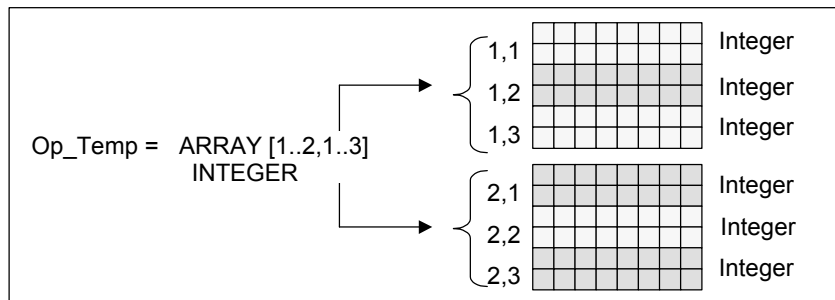 1,1 Integer
1,2 Integer
1,3 Integer
Op_Temp = ARRAY [1..2,1..3]
INTEGER
2,1 Integer
2,2 Integer
2,3 Integer